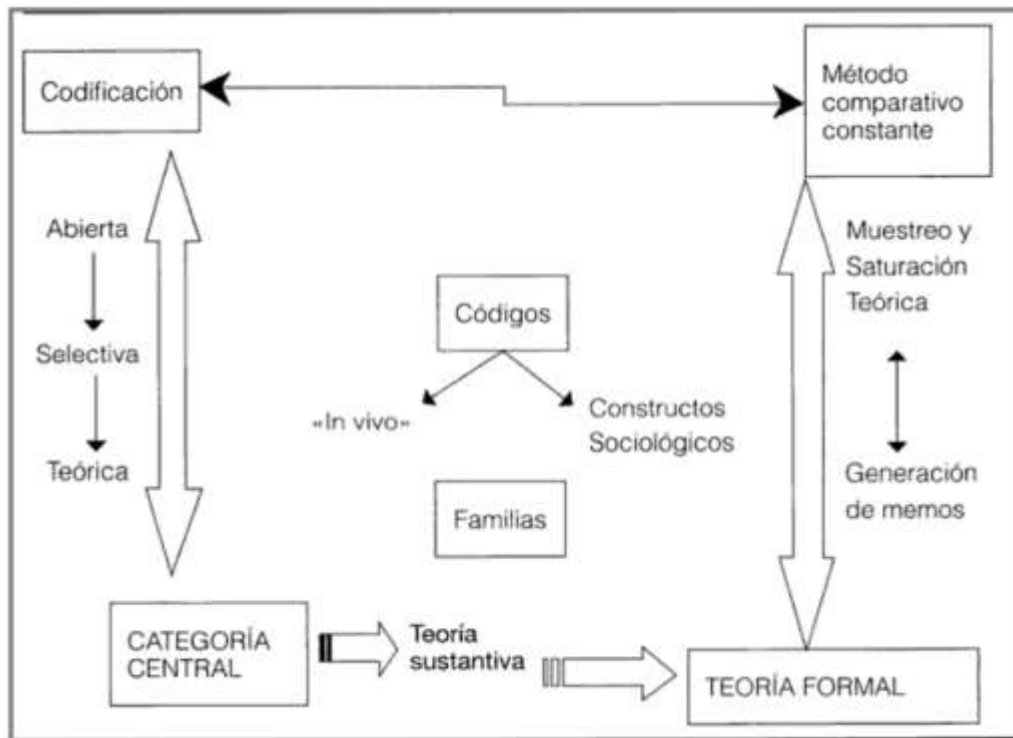 Codificación
Método
comparativo
constante
Abierta
Selectiva
Teórica
Códigos
«In vivo»
Constructos
Sociológicos
Familias
Muestreo y
Saturación
Teórica
Generación
de memos
CATEGORÍA
CENTRAL
Teoría
sustantiva
TEORÍA FORMAL